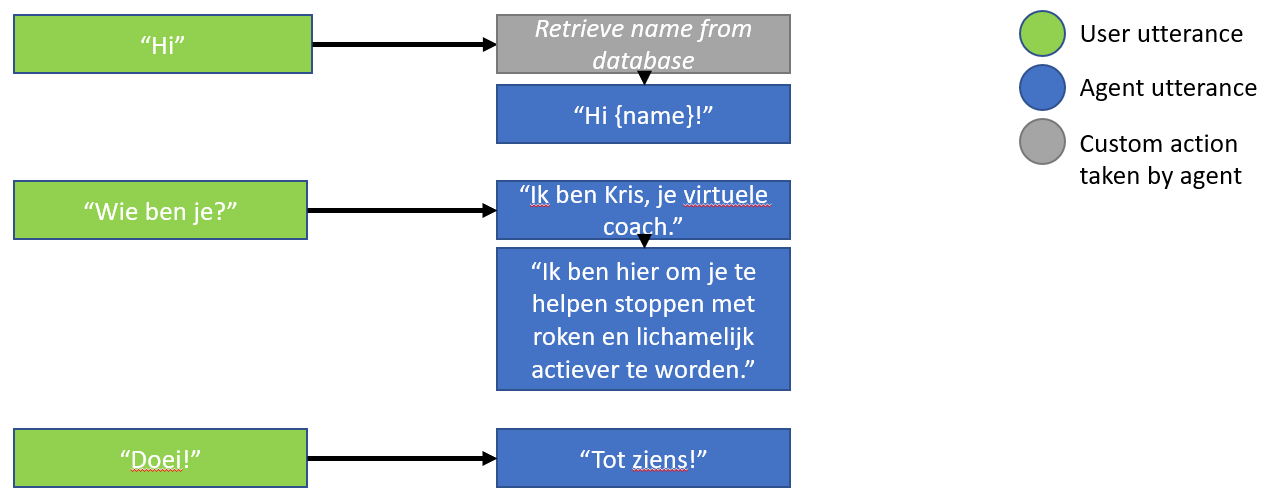 “Hi”
Retrieve name from
database
“Hi {name}!”
“Wie ben je?”
“Ik ben Kris, je virtuele
coach.”
“Ik ben hier om je te
helpen stoppen met
roken en lichamelijk
actiever te worden.”
“Doei!”
“Tot ziens!”
User utterance
Agent utterance
Custom action
taken by agent